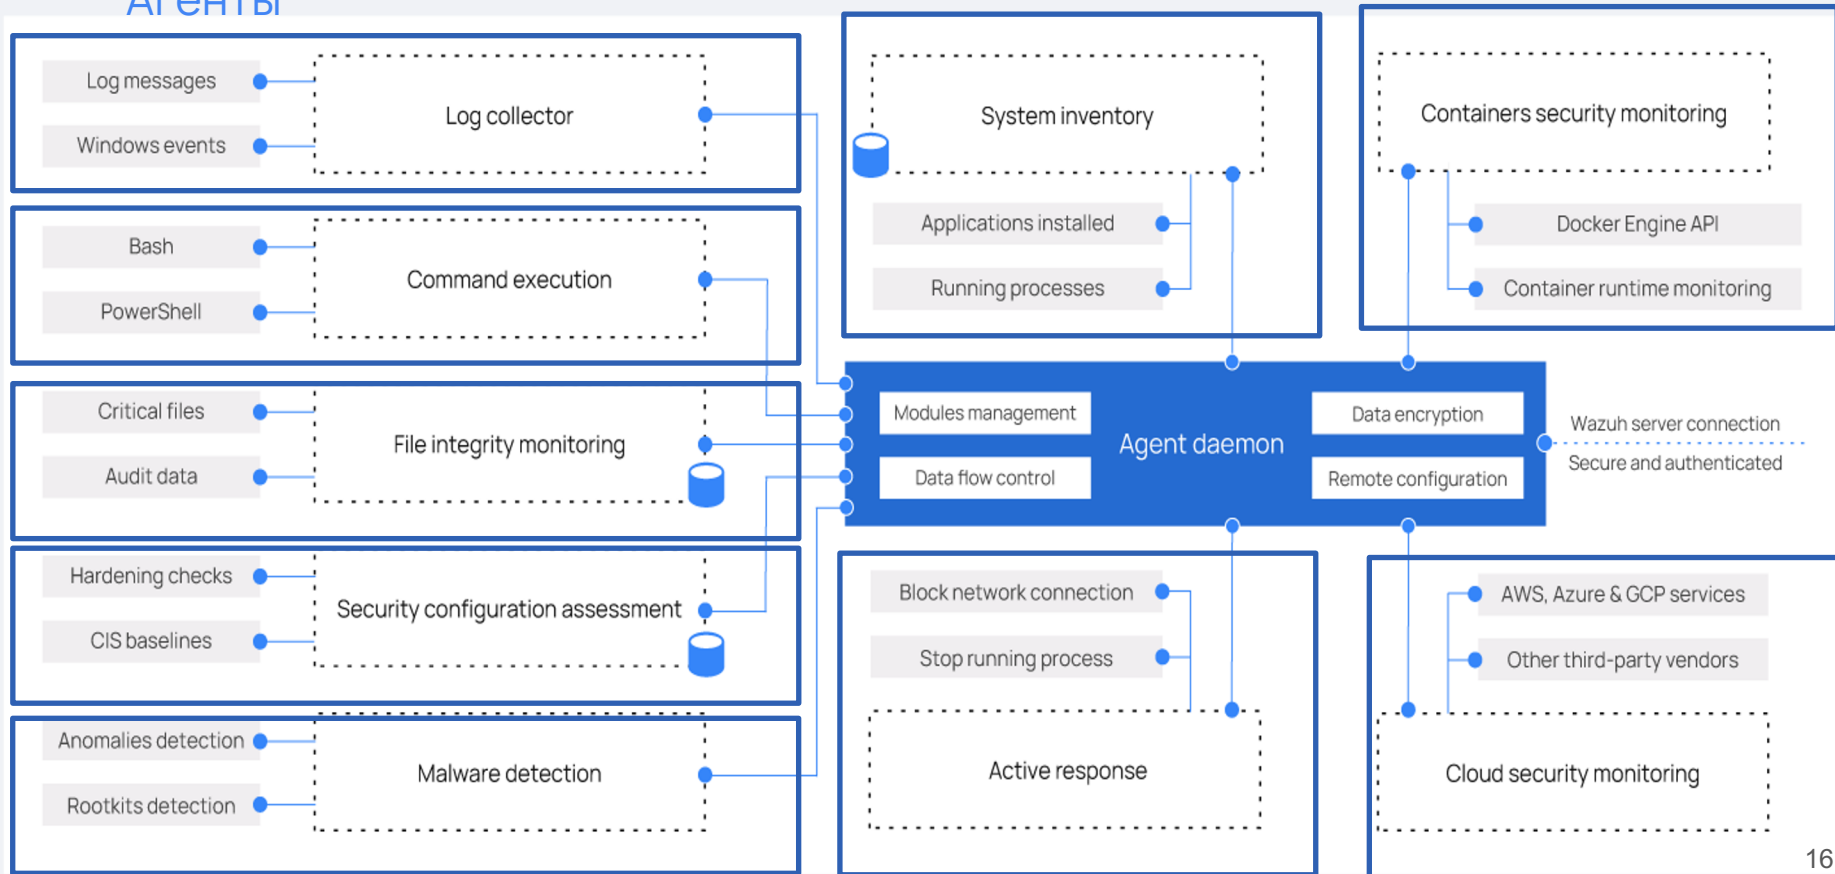 Агенты
Log messages
Windows events
Log collector
Bash
PowerShell
Command execution
Critical files
Audit data
File integrity monitoring
Hardening checks
CIS baselines
Security configuration assessment
Anomalies detection
Rootkits detection
Malware detection
System inventory
Applications installed
Running processes
Containers security monitoring
Docker Engine API
Container runtime monitoring
Modules management
Data flow control
Agent daemon
Data encryption
Remote configuration
Wazuh server connection
Secure and authenticated
Block network connection
Stop running process
Active response
AWS, Azure & GCP services
Other third-party vendors
Cloud security monitoring
16